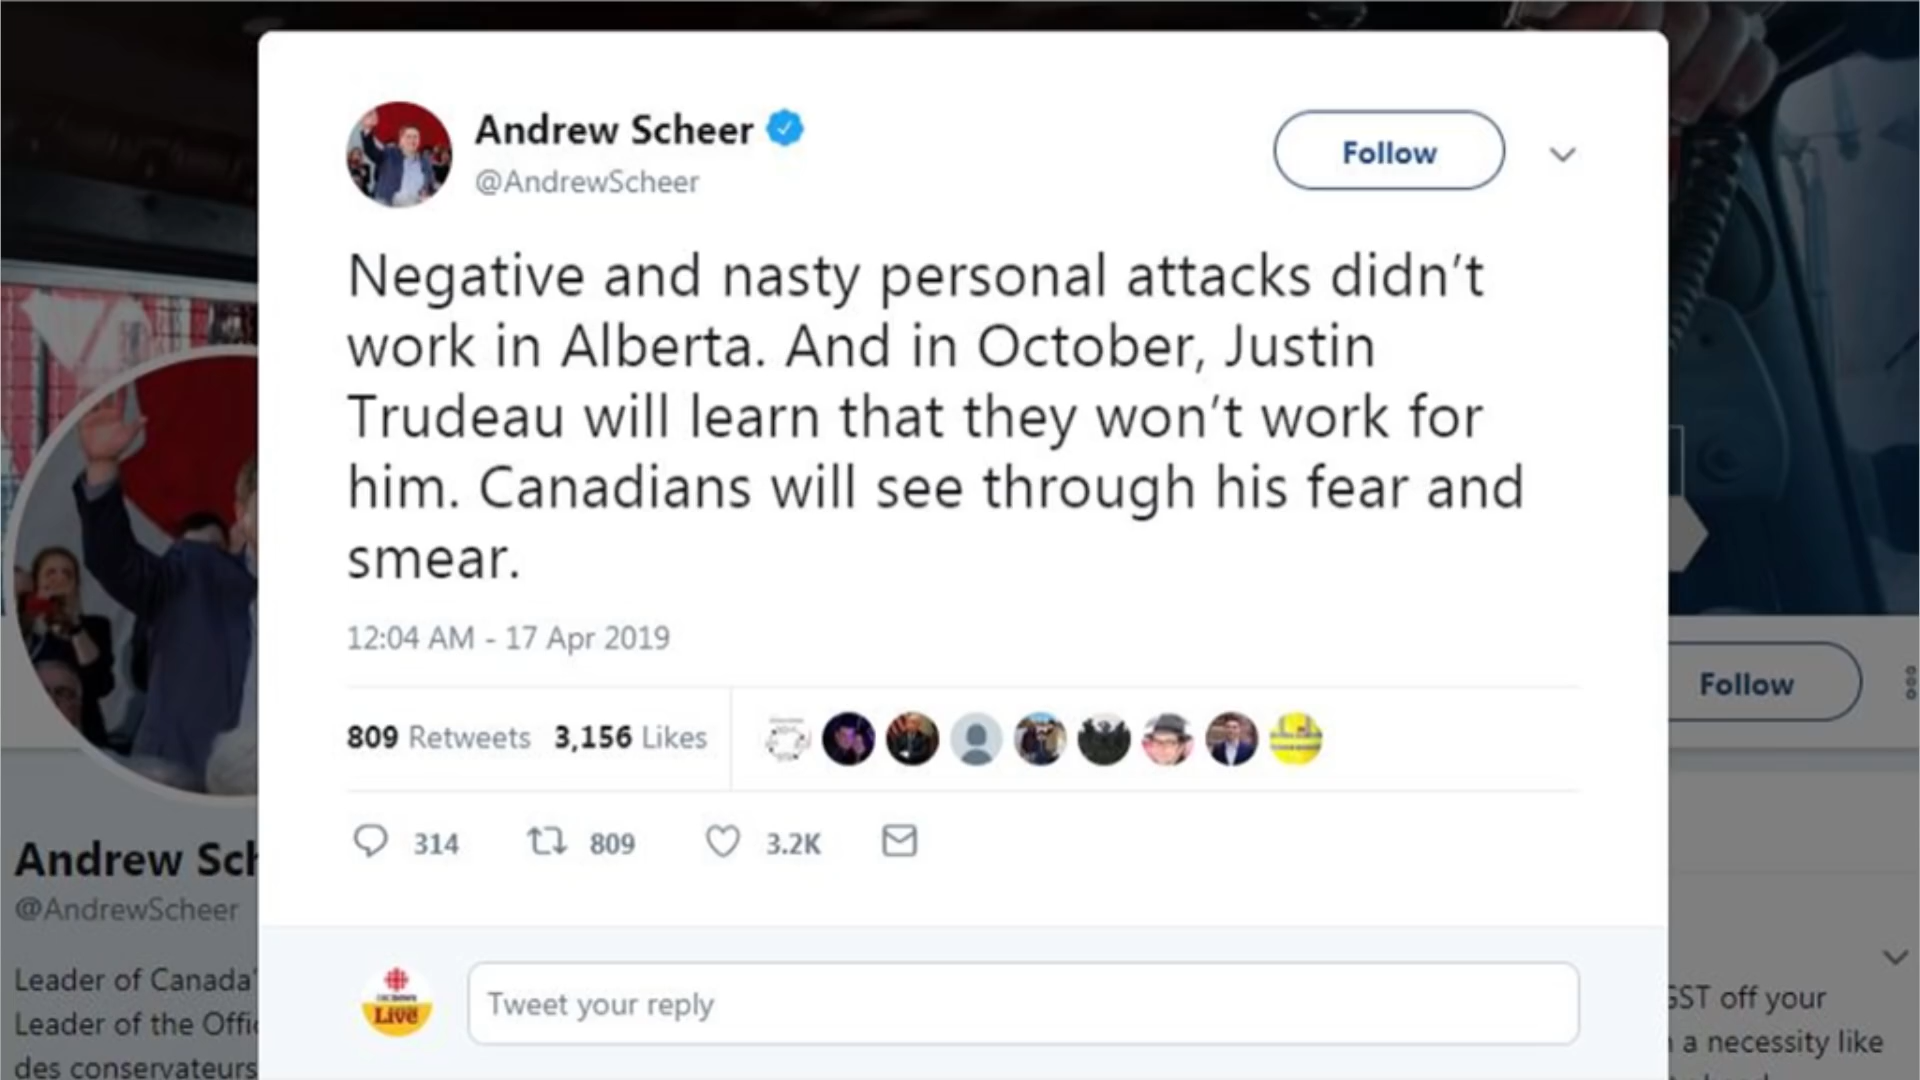 Andrew Scheer
@AndrewScheer
Follow
Negative and nasty personal attacks didn’t
work in Alberta. And in October, Justin
Trudeau will learn that they won’t work for
him. Canadians will see through his fear and
smear.
12:04 AM - 17 Apr 2019
809 Retweets 3,156 Likes
314 809 3.2K
Live
Tweet your reply
Follow
Andrew Sch
@AndrewScheer
Leader of Canada'
Leader of the Offi
des conservateurs
GST off your
a necessity like